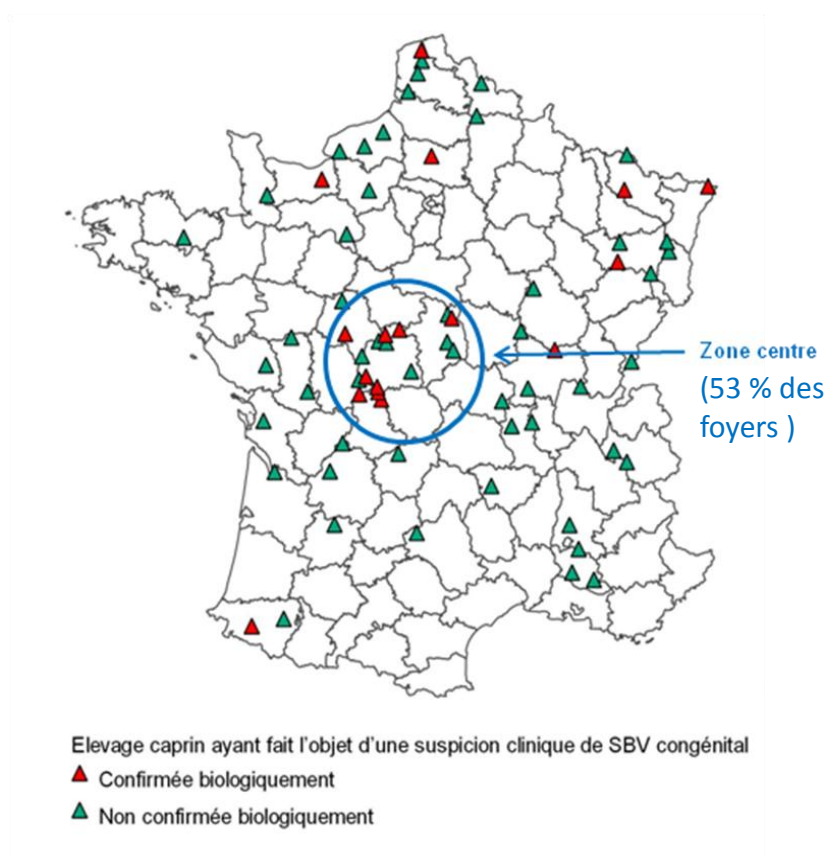 Zone centre
(53 % des
foyers )
Elevage caprin ayant fait l'objet d'une suspicion clinique de SBV congénital
Confirmée biologiquement
Non confirmée biologiquement